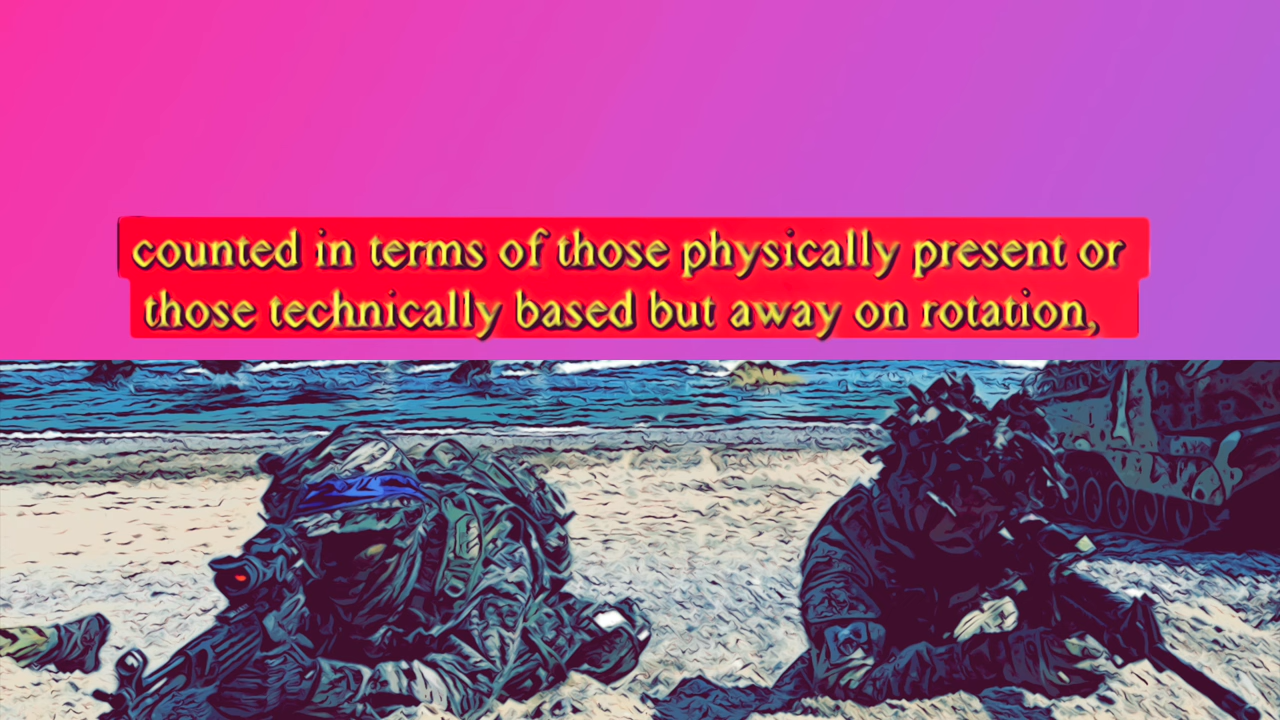 counted in terms of those physically present or
those technically based but away on rotation,